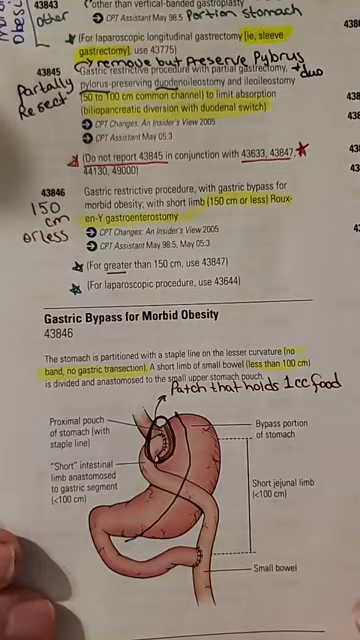 43843
other than vertical-banded gastroplasty
Other
CPT Assistant May 98.5
Portion stomach
(For laparoscopic longitudinal gastrectomy [ie, sleeve
gastrectomy], use 43775)
remove but Preserve Pybrus
43845
Gastric restrictive procedure with partial gastrectomy,
+duo
Partially
Resect
pylorus-preserving duodenoileostomy and ileoileostomy
(50 to 100 cm common channel) to limit absorption
(biliopancreatic diversion with duodenal switch)
CPT Changes: An Insider's View 2005
CPT Assistant May 05:3
(Do not report 43845 in conjunction with 43633, 43847,
44130, 49000)
43846
Gastric restrictive procedure, with gastric bypass for
morbid obesity; with short limb (150 cm or less) Roux-
en-Y gastroenterostomy
150
cm
or less
CPT Changes: An Insider's View 2005
CPT Assistant May 98.5, May 05:3
(For greater than 150 cm, use 43847)
(For laparoscopic procedure, use 43644)
Gastric Bypass for Morbid Obesity
43846
The stomach is partitioned with a staple line on the lesser curvature (no
band, no gastric transection). A short limb of small bowel (less than 100 cm)
is divided and anastomosed to the small upper stomach pouch.
Patch that holds 1cc food
Proximal pouch
of stomach (with
staple line)
Bypass portion
of stomach
"Short" intestinal
limb anastomosed
to gastric segment
(<100 cm)
Short jejunal limb
(<100 cm)
Small bowel